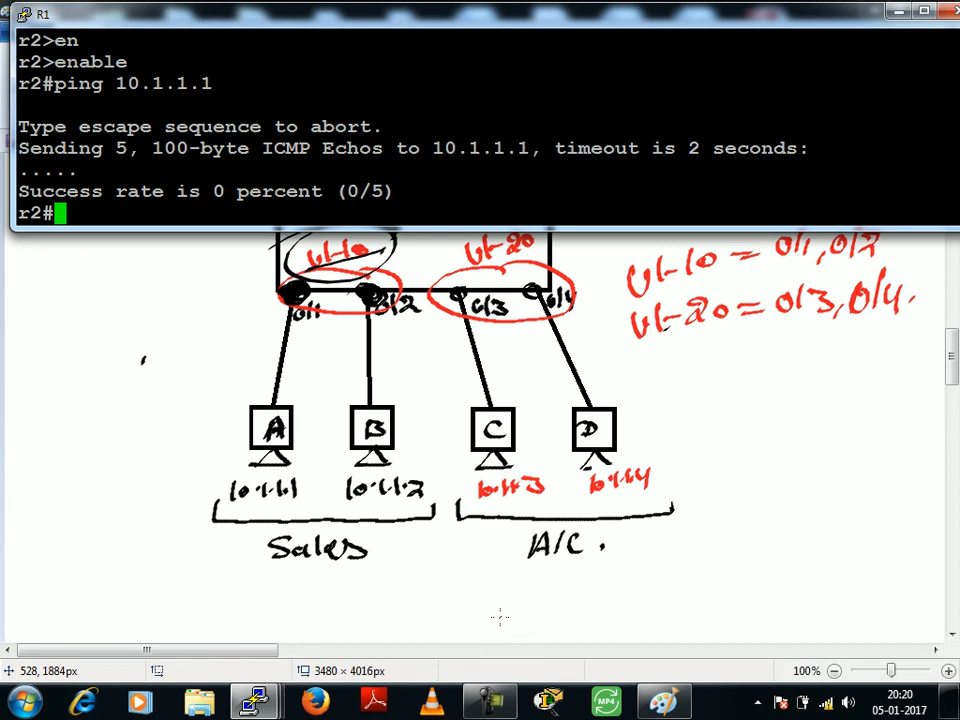 R1
r2>en
r2>enable
r2#ping 10.1.1.1
Type escape sequence to abort.
Sending 5, 100-byte ICMP Echos to 10.1.1.1, timeout is 2 seconds:
.....
Success rate is 0 percent (0/5)
r2#
vl-10
vl-20
vl-10 = 0/1, 0/2
vl-20 = 0/3, 0/4.
0/1
0/2
0/3
0/4
A
B
C
D
10.1.1.1
10.1.1.2
10.1.1.3
10.1.1.4
Sales
A/C.
528, 1884px
3480 × 4016px
100%
MP4
20:20
05-01-2017